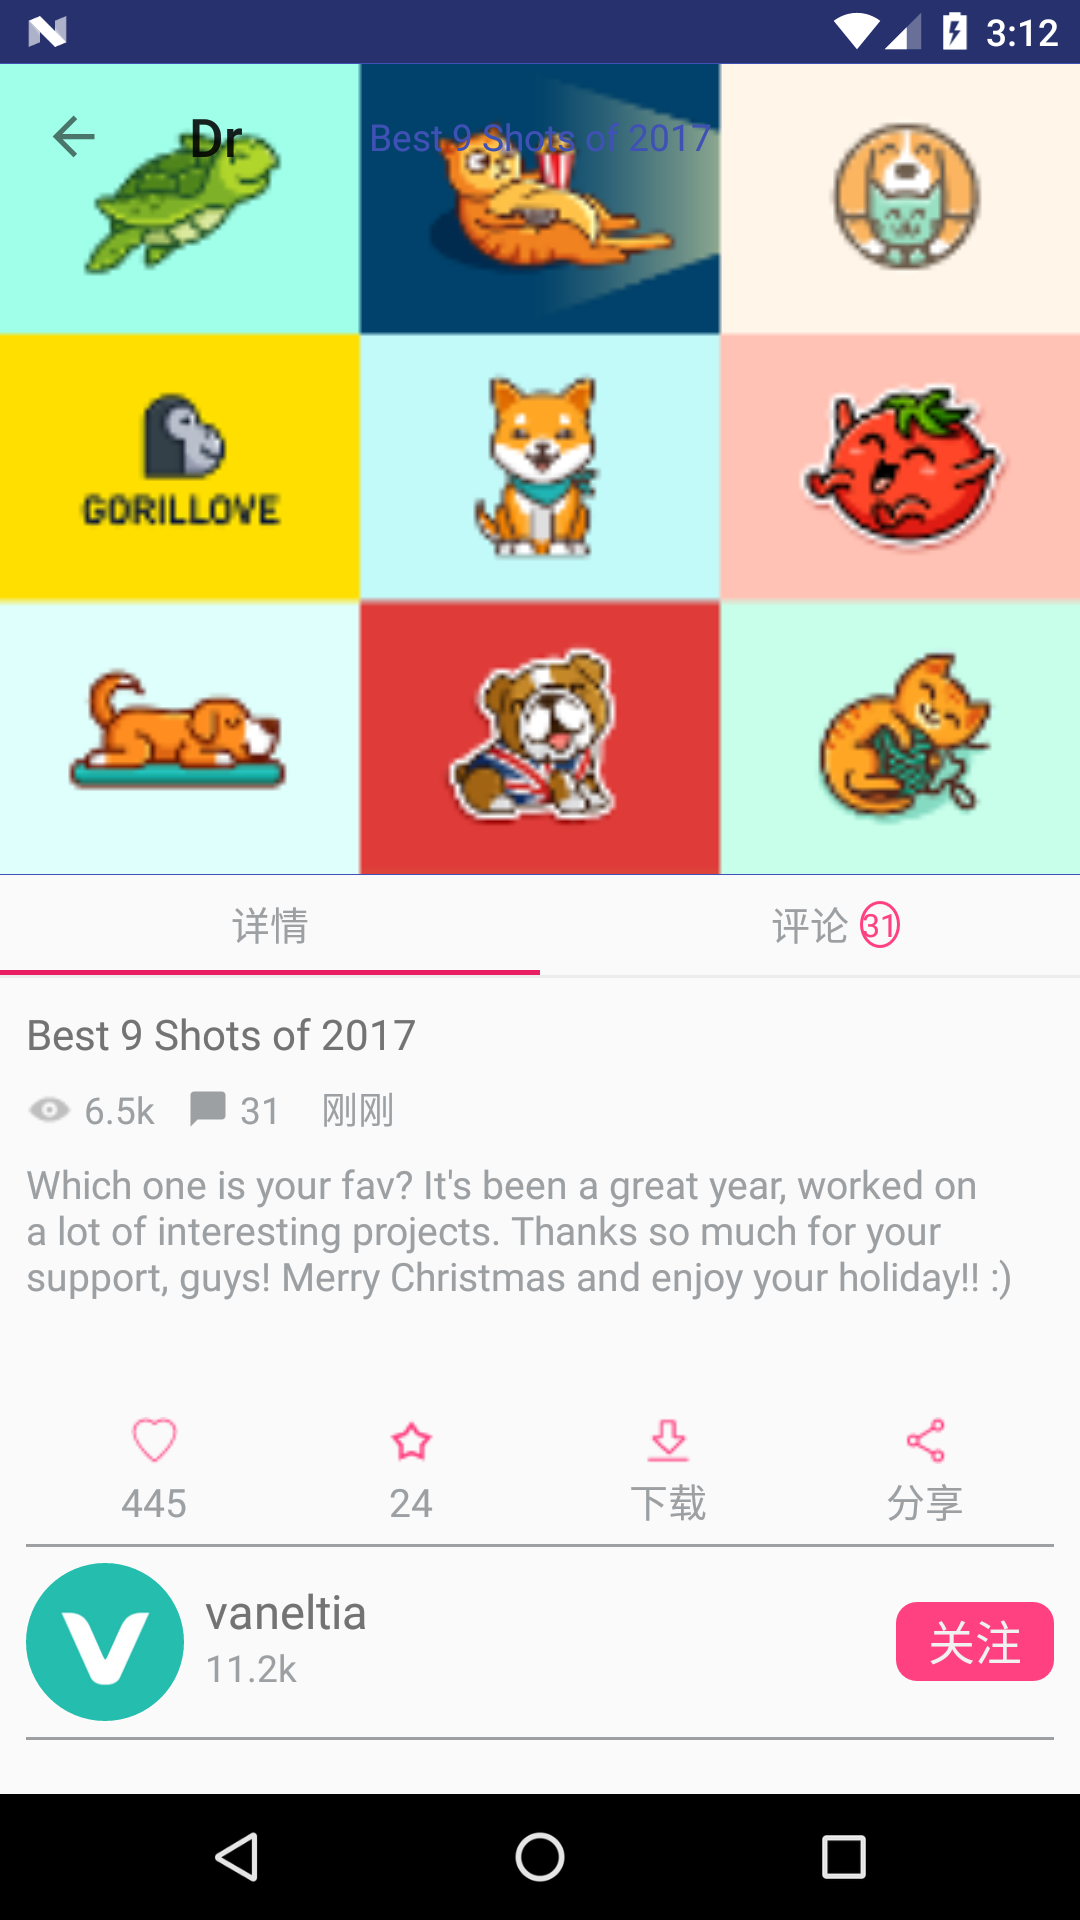 3:12
Dr
Best 9 Shots of 2017
GORILLOVE
详情
评论 31
Best 9 Shots of 2017
6.5k 31 刚刚
Which one is your fav? It's been a great year, worked on
a lot of interesting projects. Thanks so much for your
support, guys! Merry Christmas and enjoy your holiday!! :)
445
24
下载
分享
vaneltia
11.2k
关注